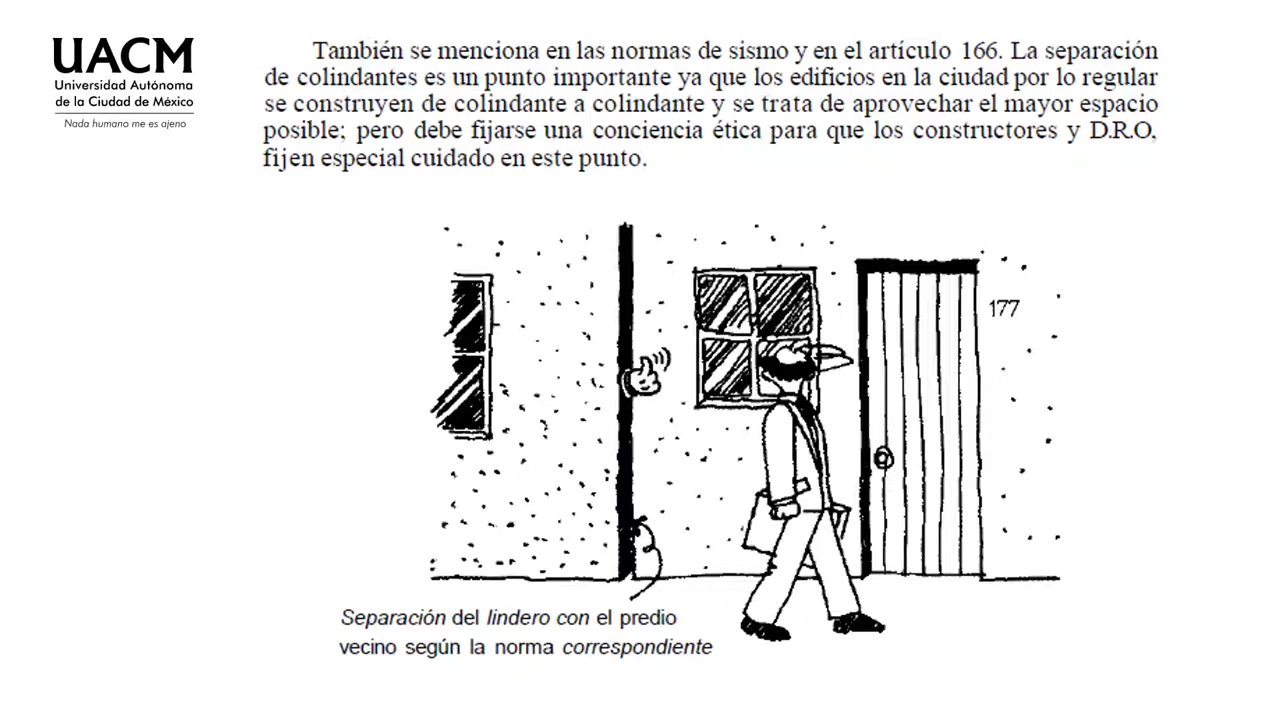 UACM
Universidad Autónoma
de la Ciudad de México
Nada humano me es ajeno
También se menciona en las normas de sismo y en el artículo 166. La separación
de colindantes es un punto importante ya que los edificios en la ciudad por lo regular
se construyen de colindante a colindante y se trata de aprovechar el mayor espacio
posible; pero debe fijarse una conciencia ética para que los constructores y D.R.O,
fijen especial cuidado en este punto.
177
Separación del lindero con el predio
vecino según la norma correspondiente